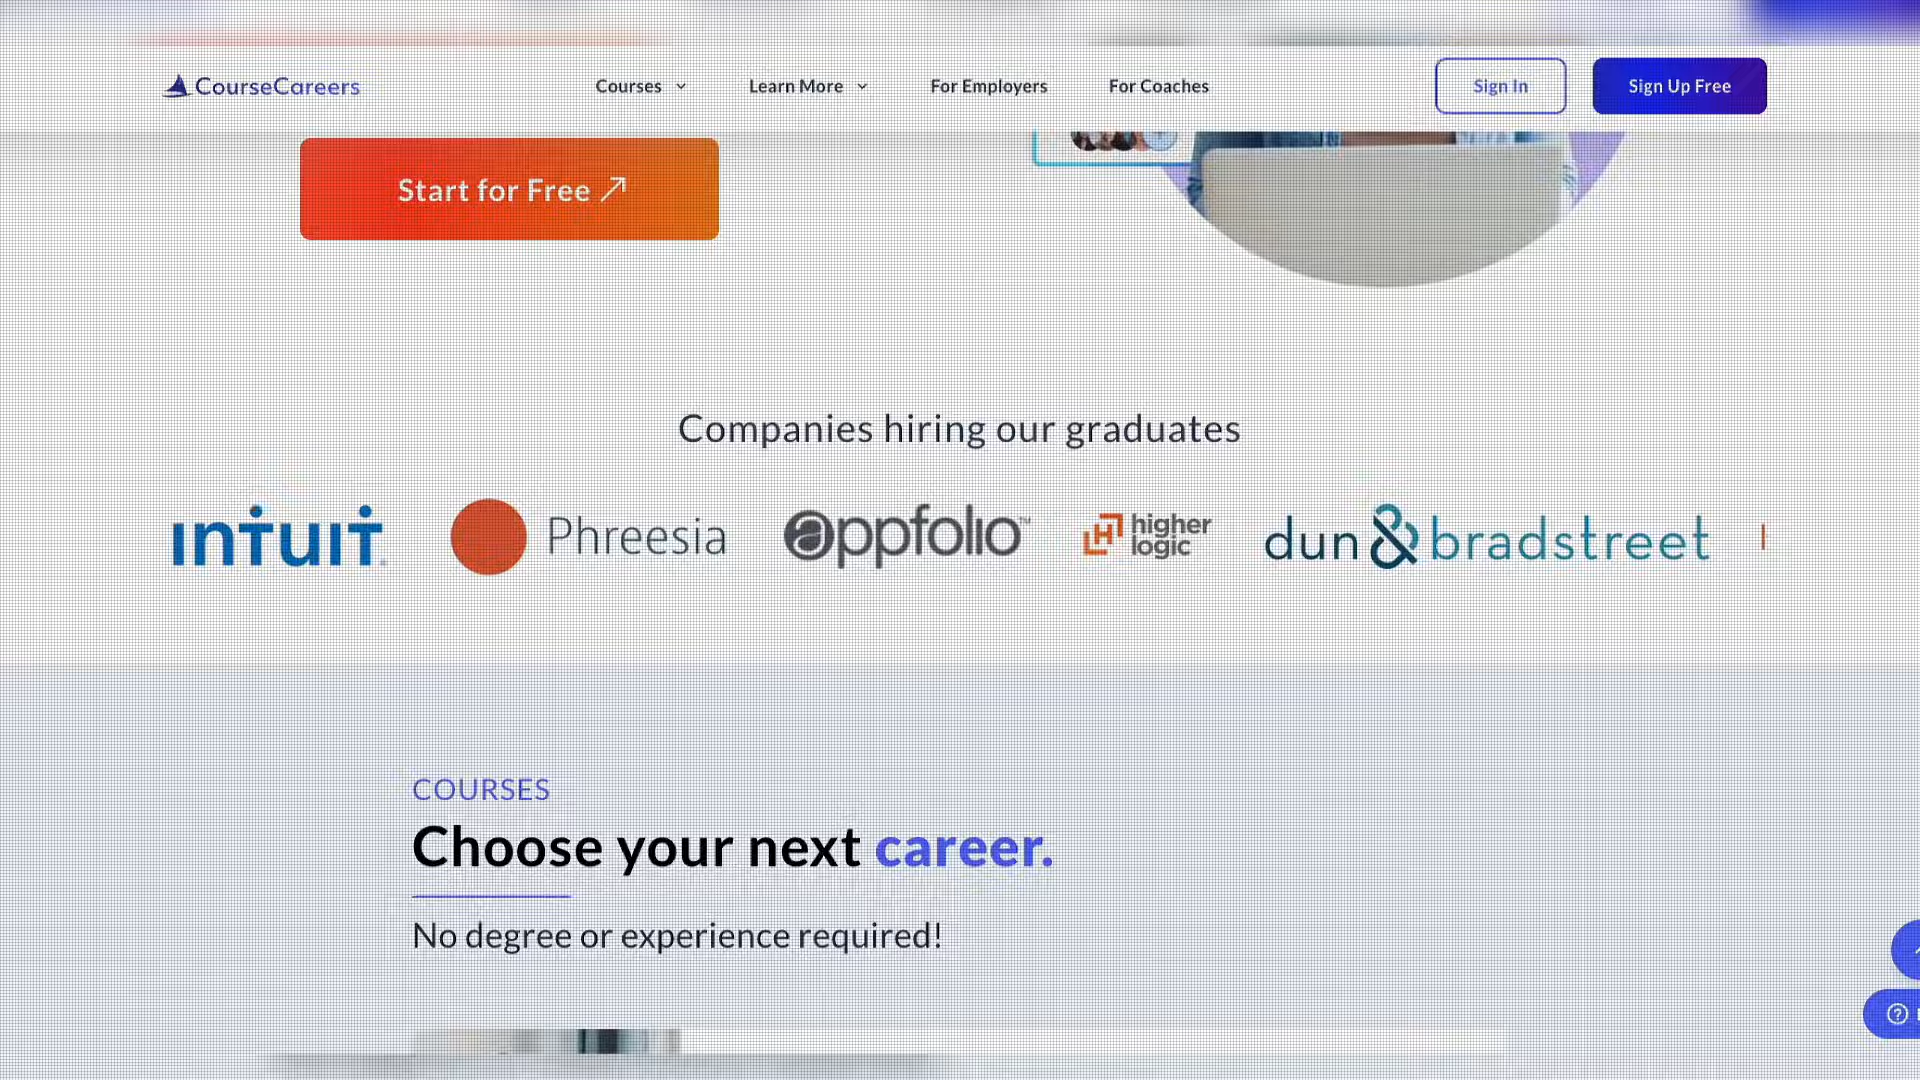 CourseCareers
Courses
Learn More
For Employers
For Coaches
Sign In
Sign Up Free
Start for Free
Companies hiring our graduates
intuit
Phreesia
appfolio™
higher logic
dun & bradstreet
COURSES
Choose your next career.
No degree or experience required!